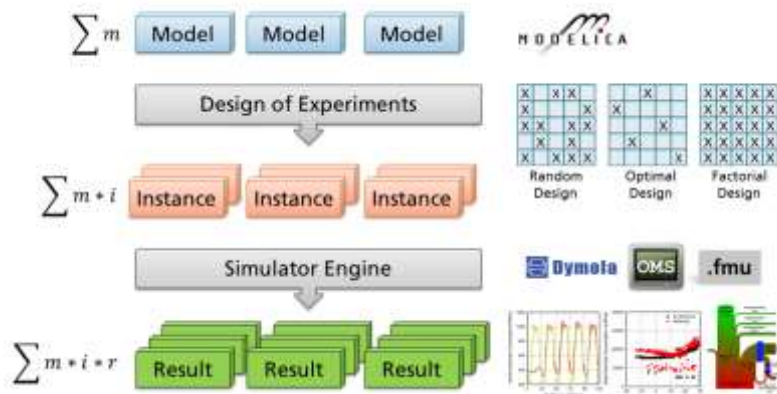 ∑ m
Model Model Model
MODELICA
Design of Experiments
X X X X
X X
X X X X
X X
X X X X
X
X
X
X
X
X X X X X
X X X X X
X X X X X
X X X X X
X X X X X
Random Design
Optimal Design
Factorial Design
∑ m * i
Instance Instance Instance
Simulator Engine
Dymola
OMS
.fmu
∑ m * i * r
Result Result Result